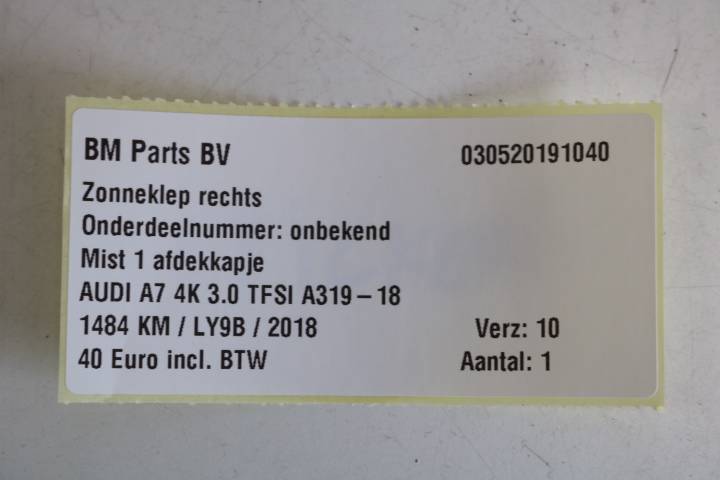 BM Parts BV 030520191040
Zonneklep rechts
Onderdeelnummer: onbekend
Mist 1 afdekkapje
AUDI A7 4K 3.0 TFSI A319-18
1484 KM / LY9B / 2018 Verz: 10
40 Euro incl. BTW Aantal: 1